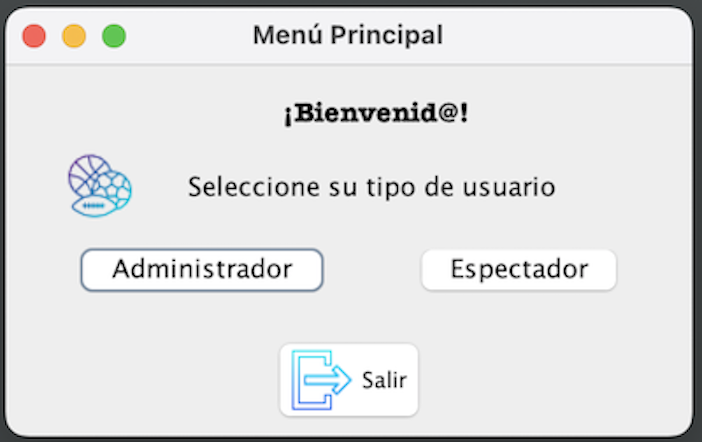 Menú Principal
¡Bienvenid@!
Seleccione su tipo de usuario
Administrador
Espectador
Salir